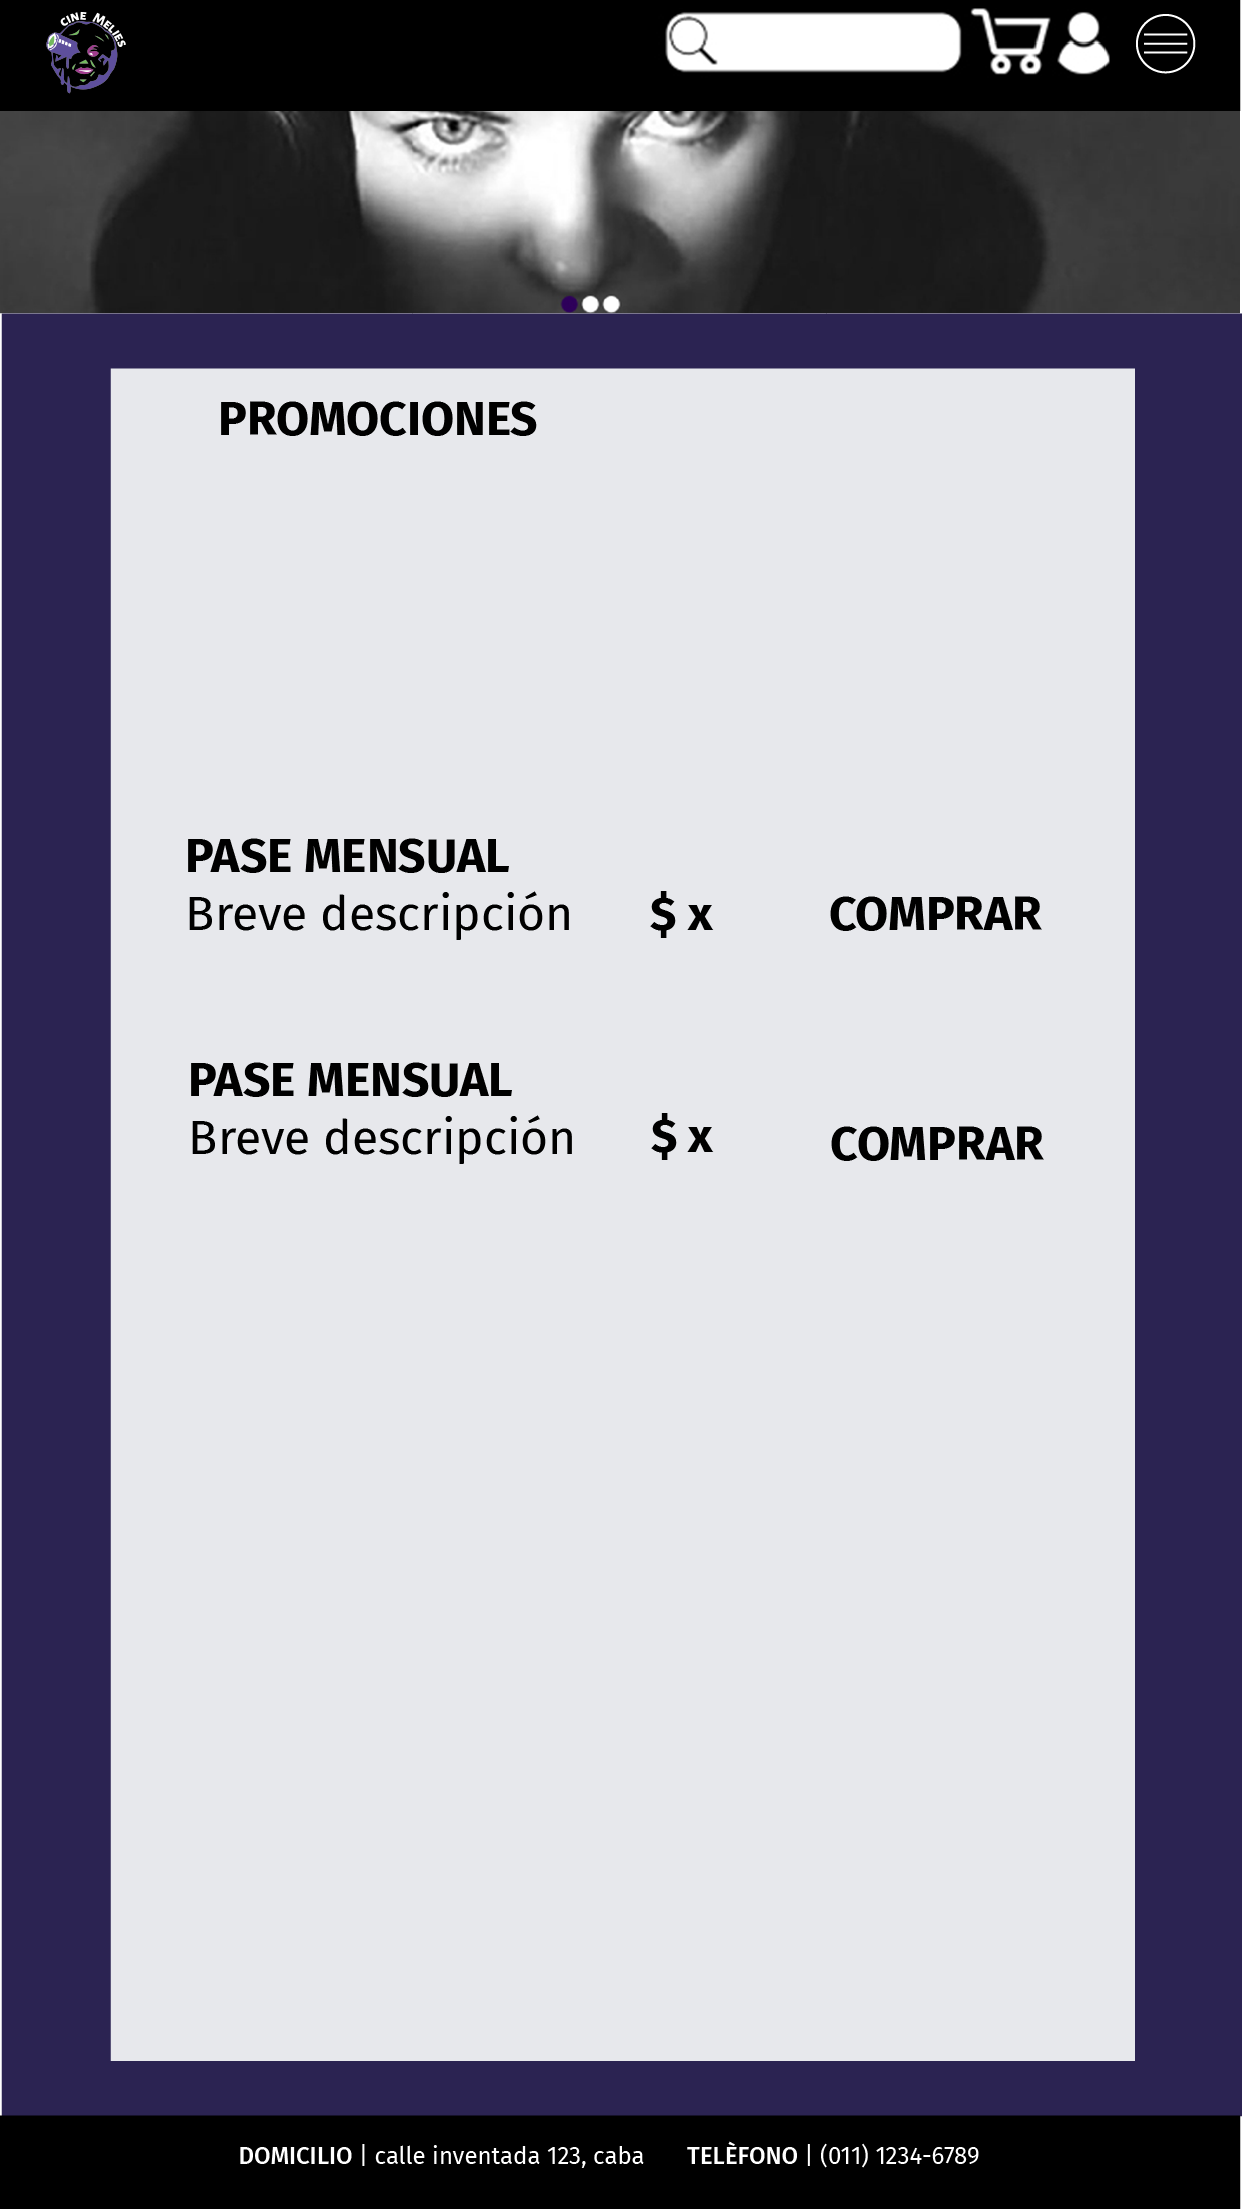 CINE MELIES
PROMOCIONES
PASE MENSUAL
Breve descripción $ x COMPRAR
PASE MENSUAL
Breve descripción $ x COMPRAR
DOMICILIO | calle inventada 123, caba TELÈFONO | (011) 1234-6789